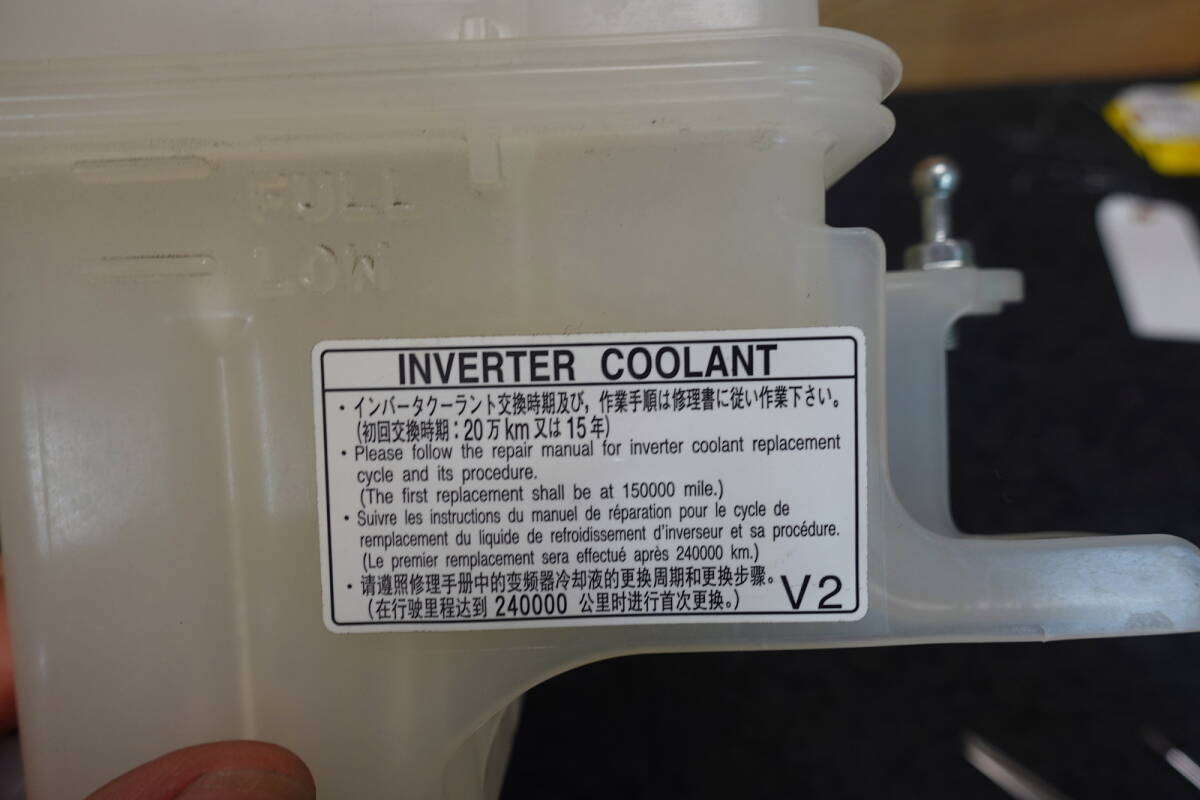 FULL
LOW
INVERTER COOLANT
・インバータクーラント交換時期及び，作業手順は修理書に従い作業下さい。
(初回交換時期：20万km又は15年)
・Please follow the repair manual for inverter coolant replacement
cycle and its procedure.
(The first replacement shall be at 150000 mile.)
・Suivre les instructions du manuel de réparation pour le cycle de
remplacement du liquide de refroidissement d'inverseur et sa procédure.
(Le premier remplacement sera effectué après 240000 km.)
・请遵照修理手册中的变频器冷却液的更换周期和更换步骤。
(在行驶里程达到 240000 公里时进行首次更换。)
V2